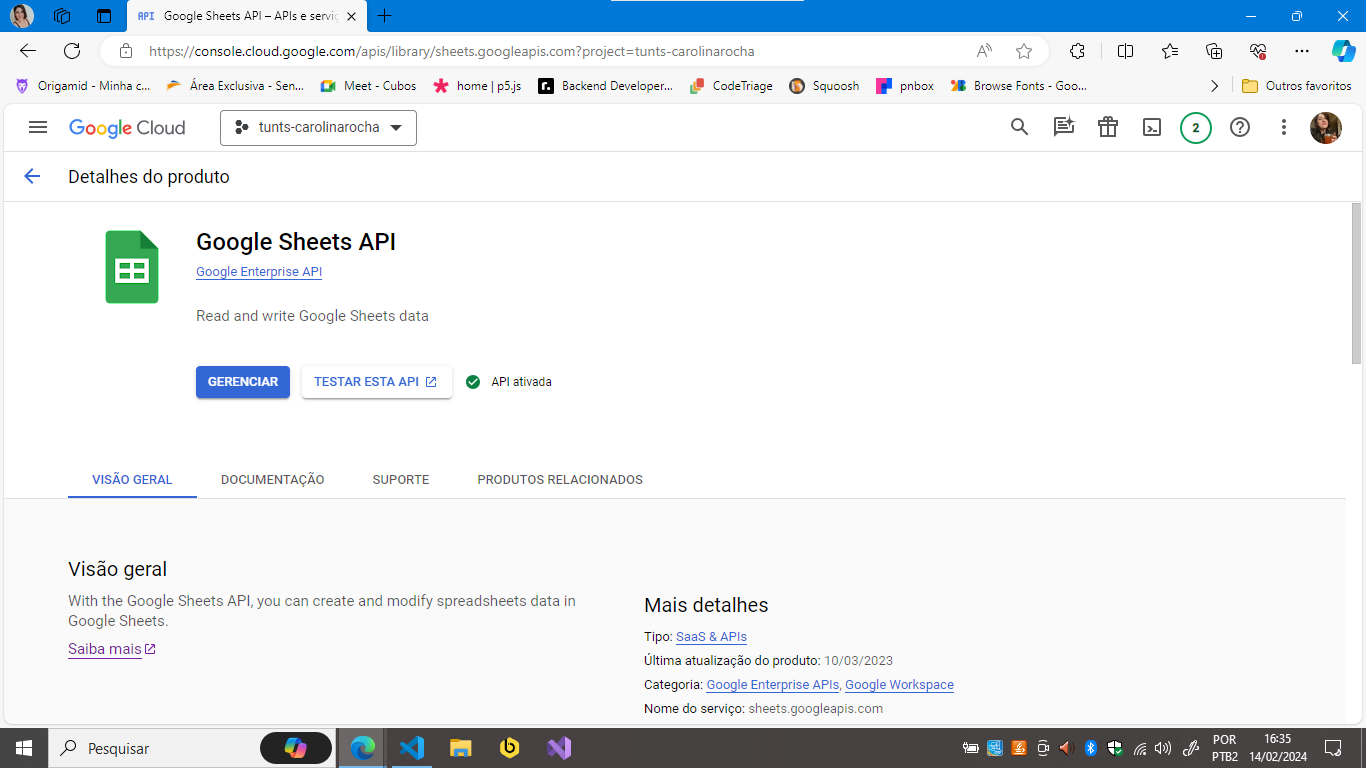 API Google Sheets API – APIs e serviç
https://console.cloud.google.com/apis/library/sheets.googleapis.com?project=tunts-carolinarocha
Origamid - Minha c... Área Exclusiva - Sen... Meet - Cubos home | p5.js Backend Developer... CodeTriage Squoosh pnbox Browse Fonts - Goo... Outros favoritos
Google Cloud tunts-carolinarocha 2
Detalhes do produto
Google Sheets API
Google Enterprise API
Read and write Google Sheets data
GERENCIAR TESTAR ESTA API API ativada
VISÃO GERAL DOCUMENTAÇÃO SUPORTE PRODUTOS RELACIONADOS
Visão geral
With the Google Sheets API, you can create and modify spreadsheets data in
Google Sheets.
Saiba mais
Mais detalhes
Tipo: SaaS & APIs
Última atualização do produto: 10/03/2023
Categoria: Google Enterprise APIs, Google Workspace
Nome do serviço: sheets.googleapis.com
Pesquisar
POR
PTB2
16:35
14/02/2024